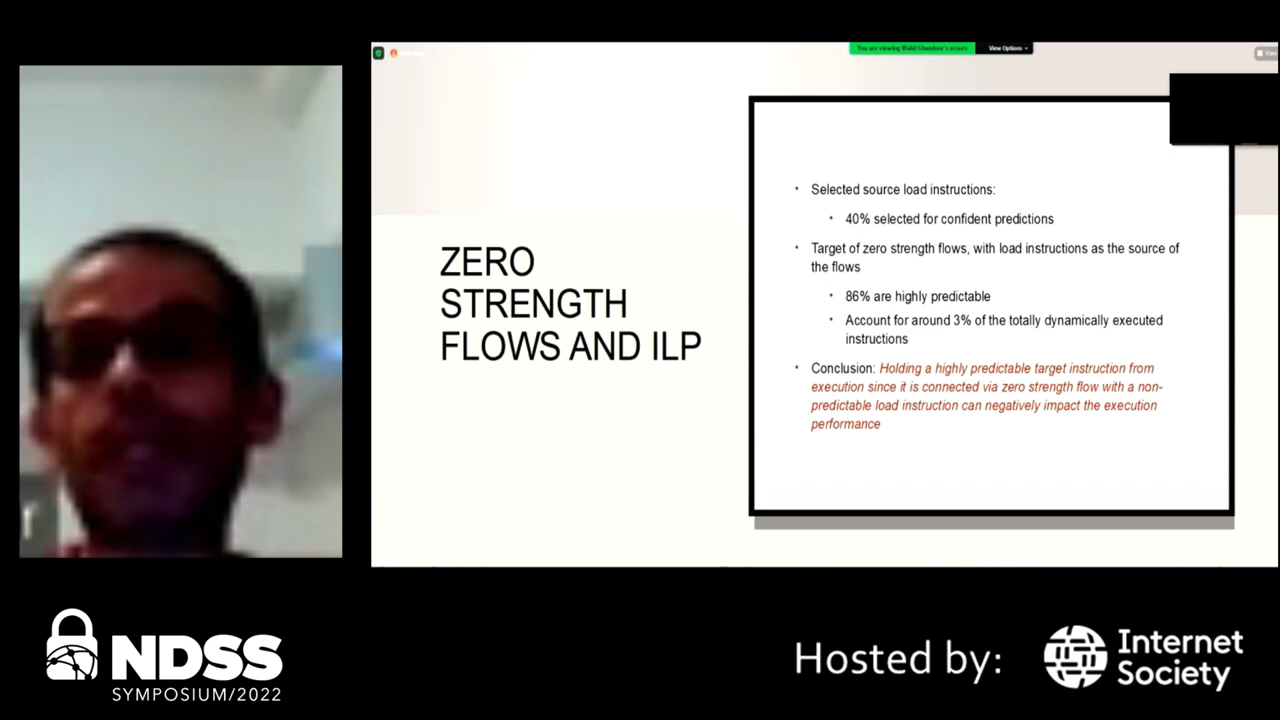 You are viewing Walid Ghandour's screen
View Options
View
ZERO
STRENGTH
FLOWS AND ILP
• Selected source load instructions:
• 40% selected for confident predictions
• Target of zero strength flows, with load instructions as the source of
the flows
• 86% are highly predictable
• Account for around 3% of the totally dynamically executed
instructions
• Conclusion: Holding a highly predictable target instruction from
execution since it is connected via zero strength flow with a non-
predictable load instruction can negatively impact the execution
performance
f
NDSS
SYMPOSIUM/2022
Hosted by:
Internet
Society